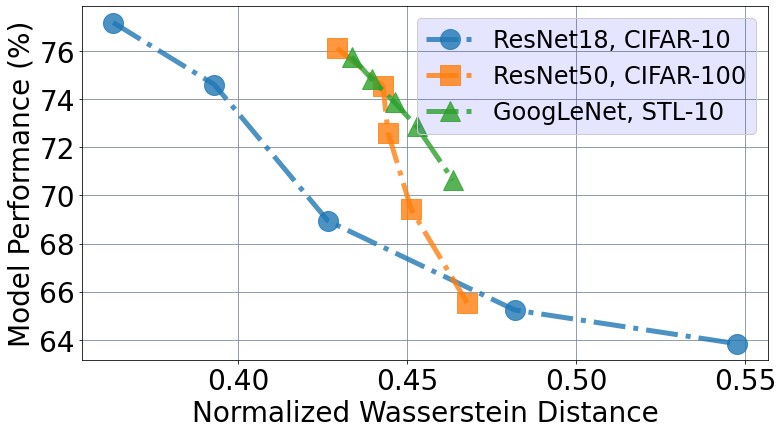 Model Performance (%)
76
74
72
70
68
66
64
ResNet18, CIFAR-10
ResNet50, CIFAR-100
GoogLeNet, STL-10
0.40 0.45 0.50 0.55
Normalized Wasserstein Distance